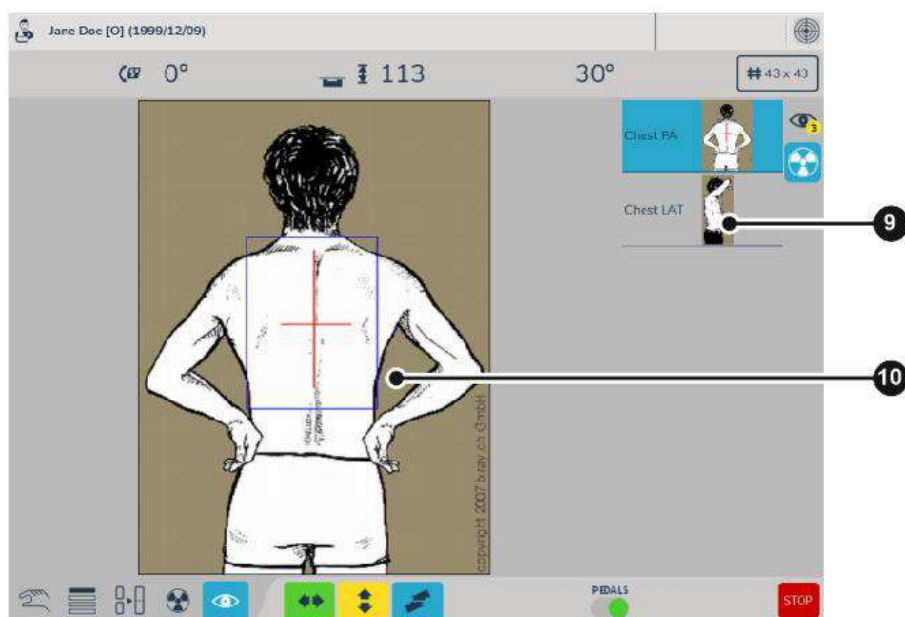 Jane Doe [O] (1999/12/09)
0°
113
30°
43 x 43
Chest PA
3
Chest LAT
9
10
copyright 2007 b-xray.ch GmbH
PEDALS
STOP